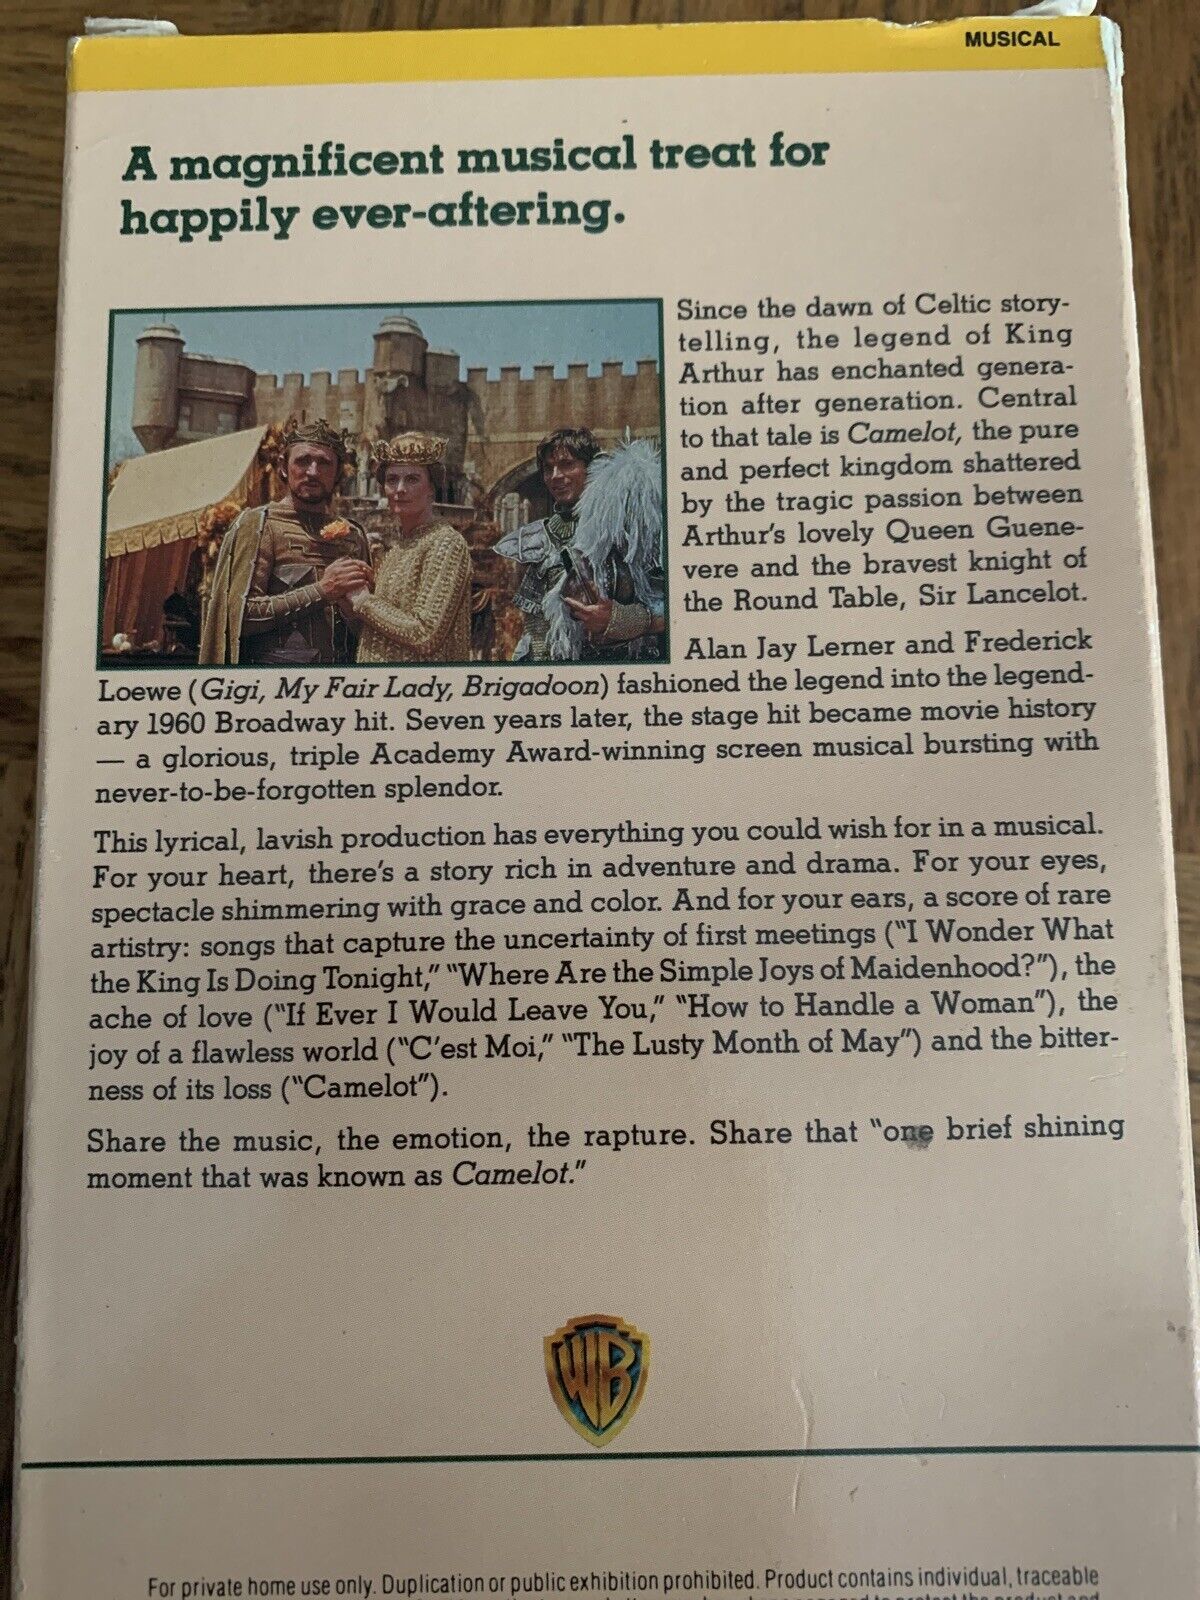 MUSICAL
A magnificent musical treat for
happily ever-aftering.
Since the dawn of Celtic story-
telling, the legend of King
Arthur has enchanted genera-
tion after generation. Central
to that tale is Camelot, the pure
and perfect kingdom shattered
by the tragic passion between
Arthur's lovely Queen Guene-
vere and the bravest knight of
the Round Table, Sir Lancelot.
Alan Jay Lerner and Frederick
Loewe (Gigi, My Fair Lady, Brigadoon) fashioned the legend into the legend-
ary 1960 Broadway hit. Seven years later, the stage hit became movie history
— a glorious, triple Academy Award-winning screen musical bursting with
never-to-be-forgotten splendor.
This lyrical, lavish production has everything you could wish for in a musical.
For your heart, there's a story rich in adventure and drama. For your eyes,
spectacle shimmering with grace and color. And for your ears, a score of rare
artistry: songs that capture the uncertainty of first meetings ("I Wonder What
the King Is Doing Tonight," "Where Are the Simple Joys of Maidenhood?"), the
ache of love ("If Ever I Would Leave You," "How to Handle a Woman"), the
joy of a flawless world ("C'est Moi," "The Lusty Month of May") and the bitter-
ness of its loss ("Camelot").
Share the music, the emotion, the rapture. Share that "one brief shining
moment that was known as Camelot."
WB
For private home use only. Duplication or public exhibition prohibited. Product contains individual, traceable